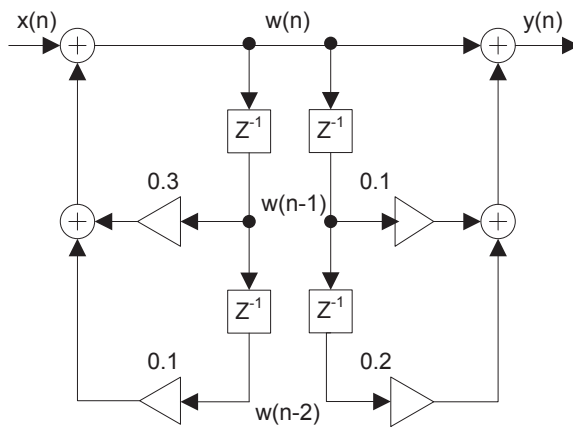 x(n) w(n) y(n)
+ +
Z⁻¹ Z⁻¹
0.3 w(n-1) 0.1
+ +
Z⁻¹ Z⁻¹
0.1 0.2
w(n-2)